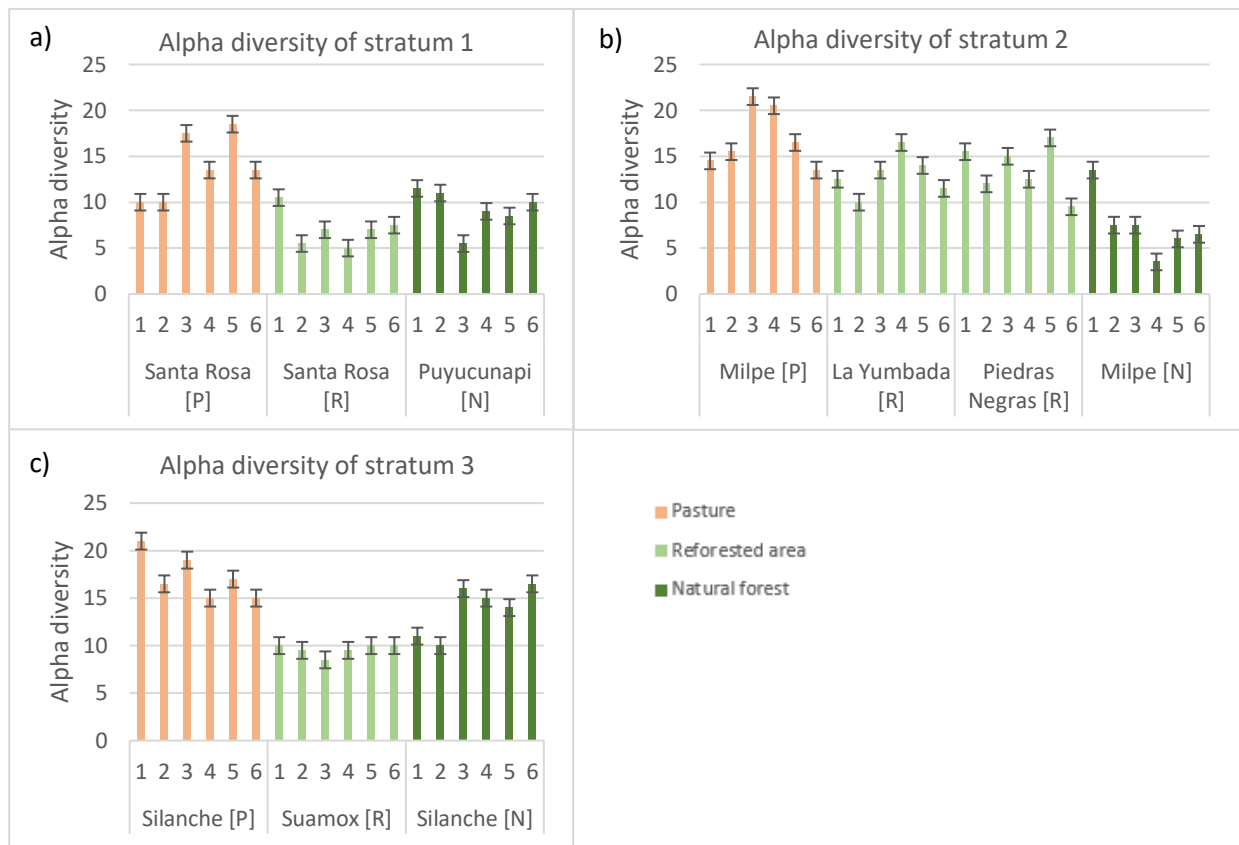 a)
Alpha diversity of stratum 1
Alpha diversity
25
20
15
10
5
0
1 2 3 4 5 6 1 2 3 4 5 6 1 2 3 4 5 6
Santa Rosa Santa Rosa Puyucunapi
[P] [R] [N]
b)
Alpha diversity of stratum 2
Alpha diversity
25
20
15
10
5
0
1 2 3 4 5 6 1 2 3 4 5 6 1 2 3 4 5 6 1 2 3 4 5 6
Milpe [P] La Yumbada Piedras Milpe [N]
[R] Negras [R]
c)
Alpha diversity of stratum 3
Alpha diversity
25
20
15
10
5
0
1 2 3 4 5 6 1 2 3 4 5 6 1 2 3 4 5 6
Silanche [P] Suamox [R] Silanche [N]
Pasture
Reforested area
Natural forest